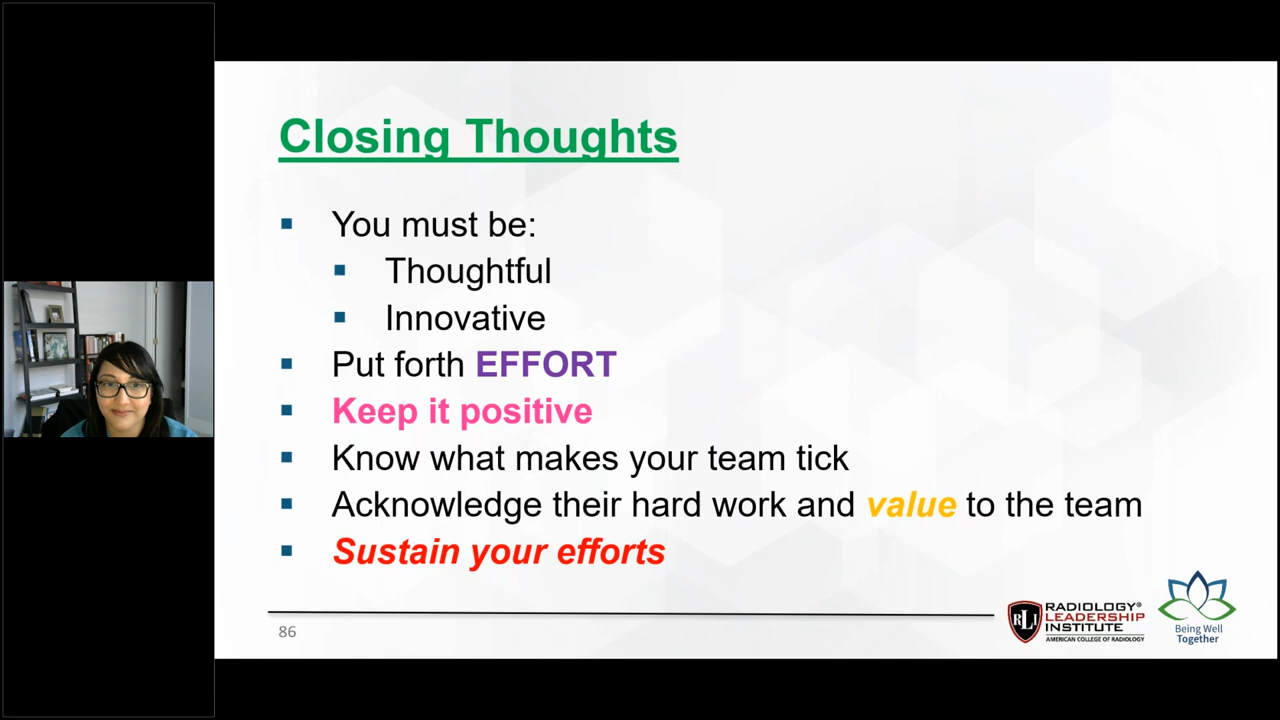 Closing Thoughts
You must be:
Thoughtful
Innovative
Put forth EFFORT
Keep it positive
Know what makes your team tick
Acknowledge their hard work and value to the team
Sustain your efforts
86
RLI
RADIOLOGY®
LEADERSHIP
INSTITUTE
AMERICAN COLLEGE OF RADIOLOGY
Being Well
Together